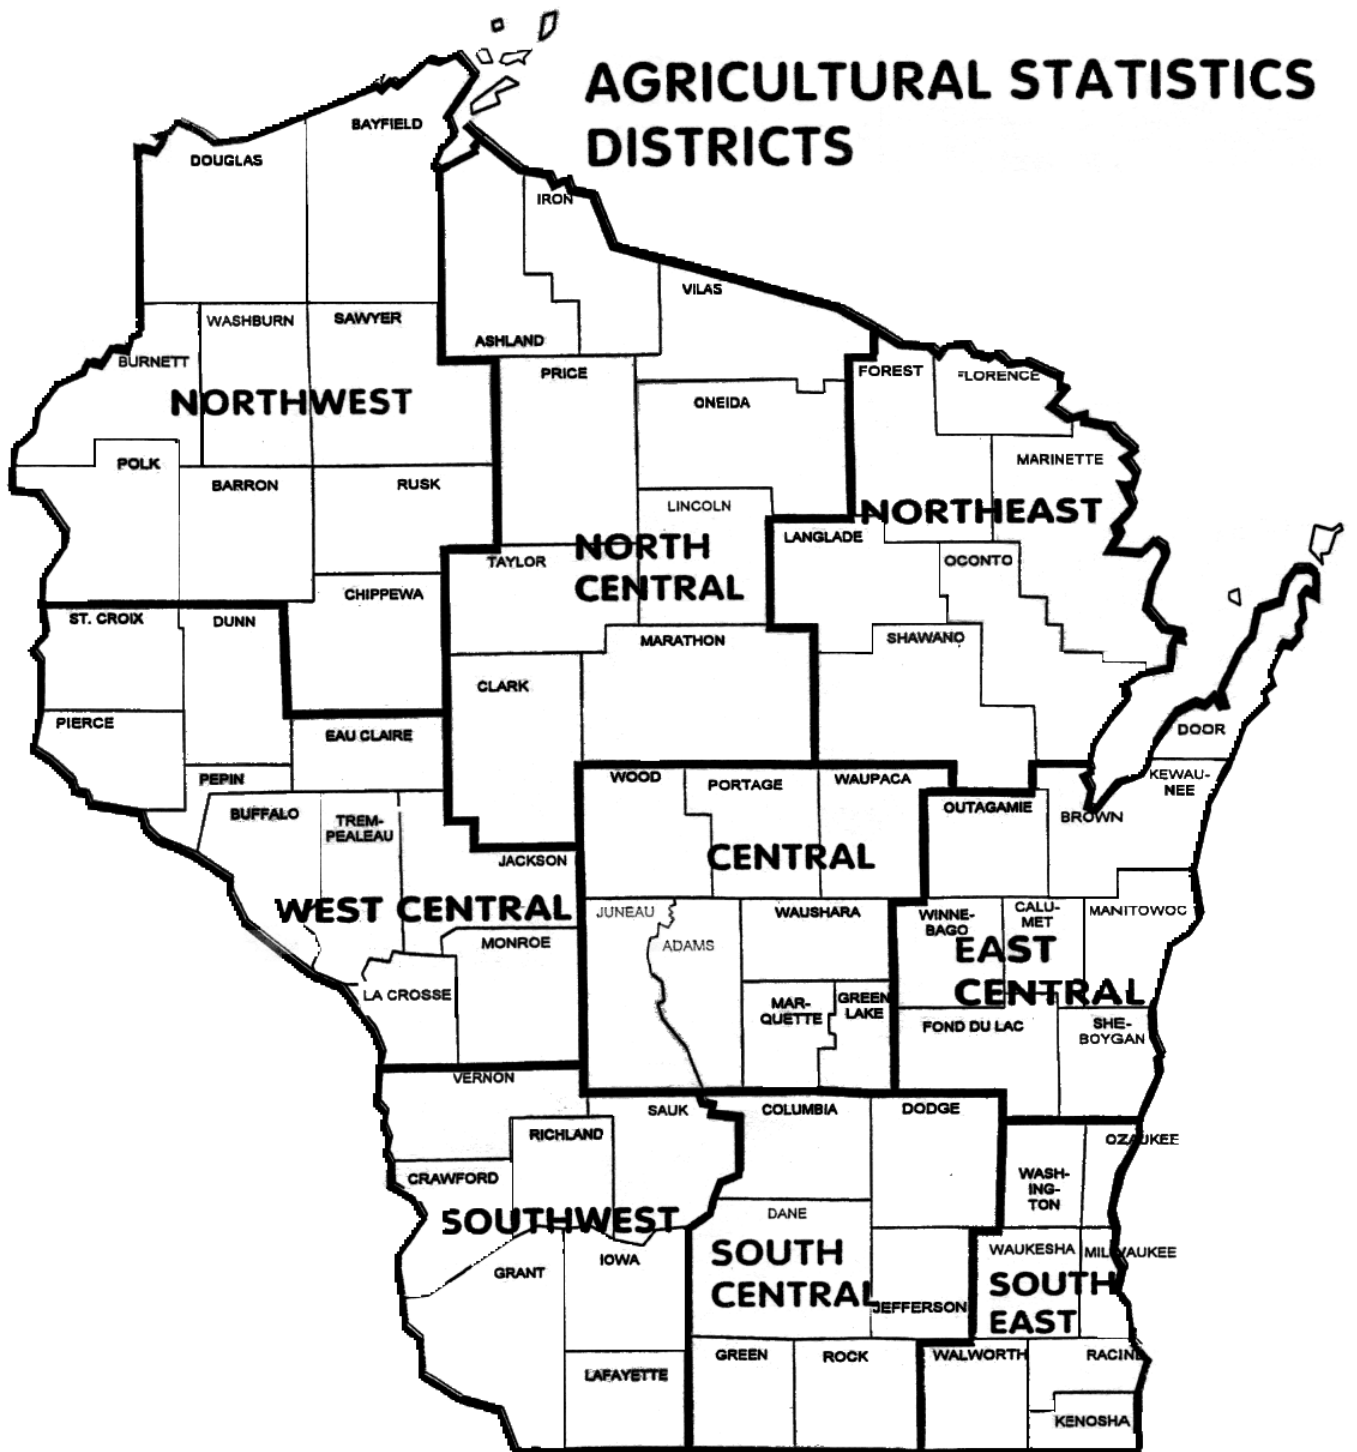 AGRICULTURAL STATISTICS
DISTRICTS
BAYFIELD
DOUGLAS
IRON
VILAS
WASHBURN
SAWYER
ASHLAND
BURNETT
PRICE
FOREST
FLORENCE
NORTHWEST
ONEIDA
POLK
MARINETTE
BARRON
RUSK
LINCOLN
NORTHEAST
LANGLADE
NORTH
CENTRAL
TAYLOR
OCONTO
CHIPPEWA
ST. CROIX
DUNN
MARATHON
SHAWANO
CLARK
PIERCE
EAU CLAIRE
DOOR
PEPIN
WOOD
PORTAGE
WAUPACA
KEWAU-
NEE
BUFFALO
TREM-
PEALEAU
OUTAGAMIE
BROWN
JACKSON
CENTRAL
WEST CENTRAL
JUNEAU
WAUSHARA
WINNE-
BAGO
CALU-
MET
MANITOWOC
MONROE
ADAMS
EAST
CENTRAL
LA CROSSE
MAR-
QUETTE
GREEN
LAKE
FOND DU LAC
SHE-
BOYGAN
VERNON
SAUK
COLUMBIA
DODGE
RICHLAND
OZAUKEE
CRAWFORD
WASH-
ING-
TON
SOUTHWEST
DANE
IOWA
GRANT
SOUTH
CENTRAL
WAUKESHA
MILWAUKEE
SOUTH
EAST
JEFFERSON
GREEN
ROCK
WALWORTH
RACINE
LAFAYETTE
KENOSHA